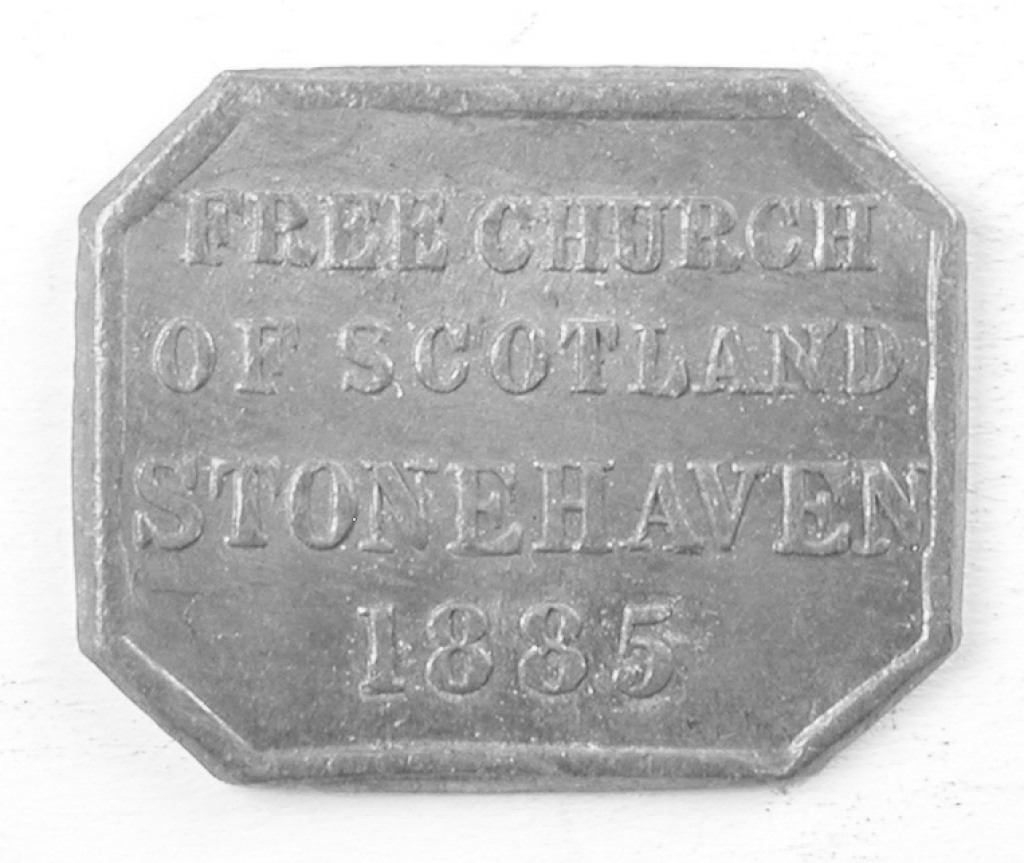 FREE CHURCH
OF SCOTLAND
STONEHAVEN
1885